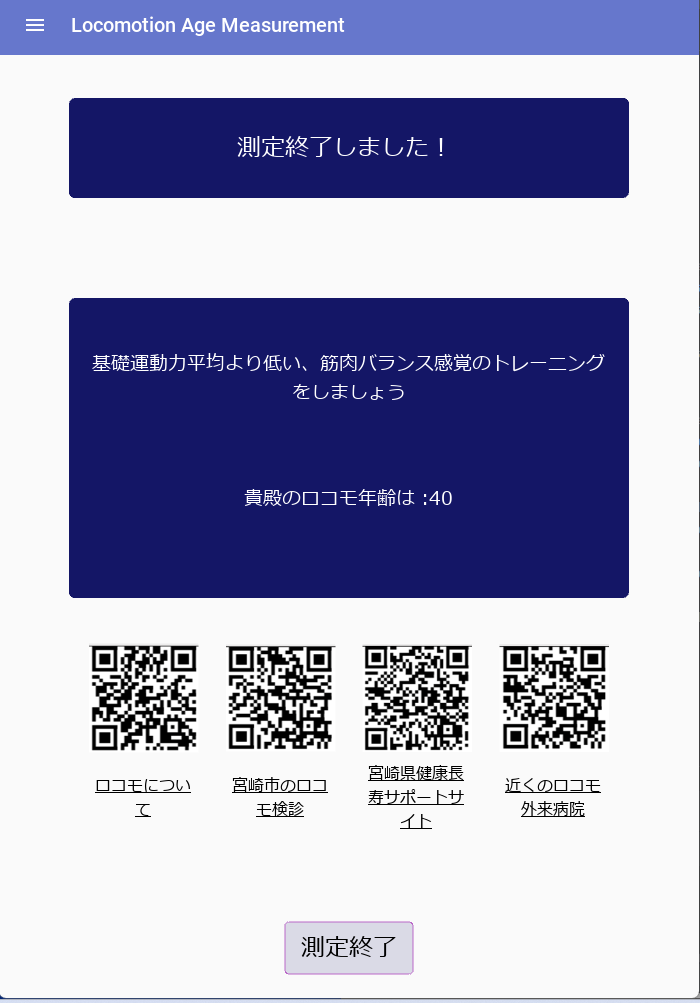 Locomotion Age Measurement
測定終了しました！
基礎運動力平均より低い、筋肉バランス感覚のトレーニング
をしましょう
貴殿のロコモ年齢は :40
ロコモについ
て
宮崎市のロコ
モ検診
宮崎県健康長
寿サポートサ
イト
近くのロコモ
外来病院
測定終了